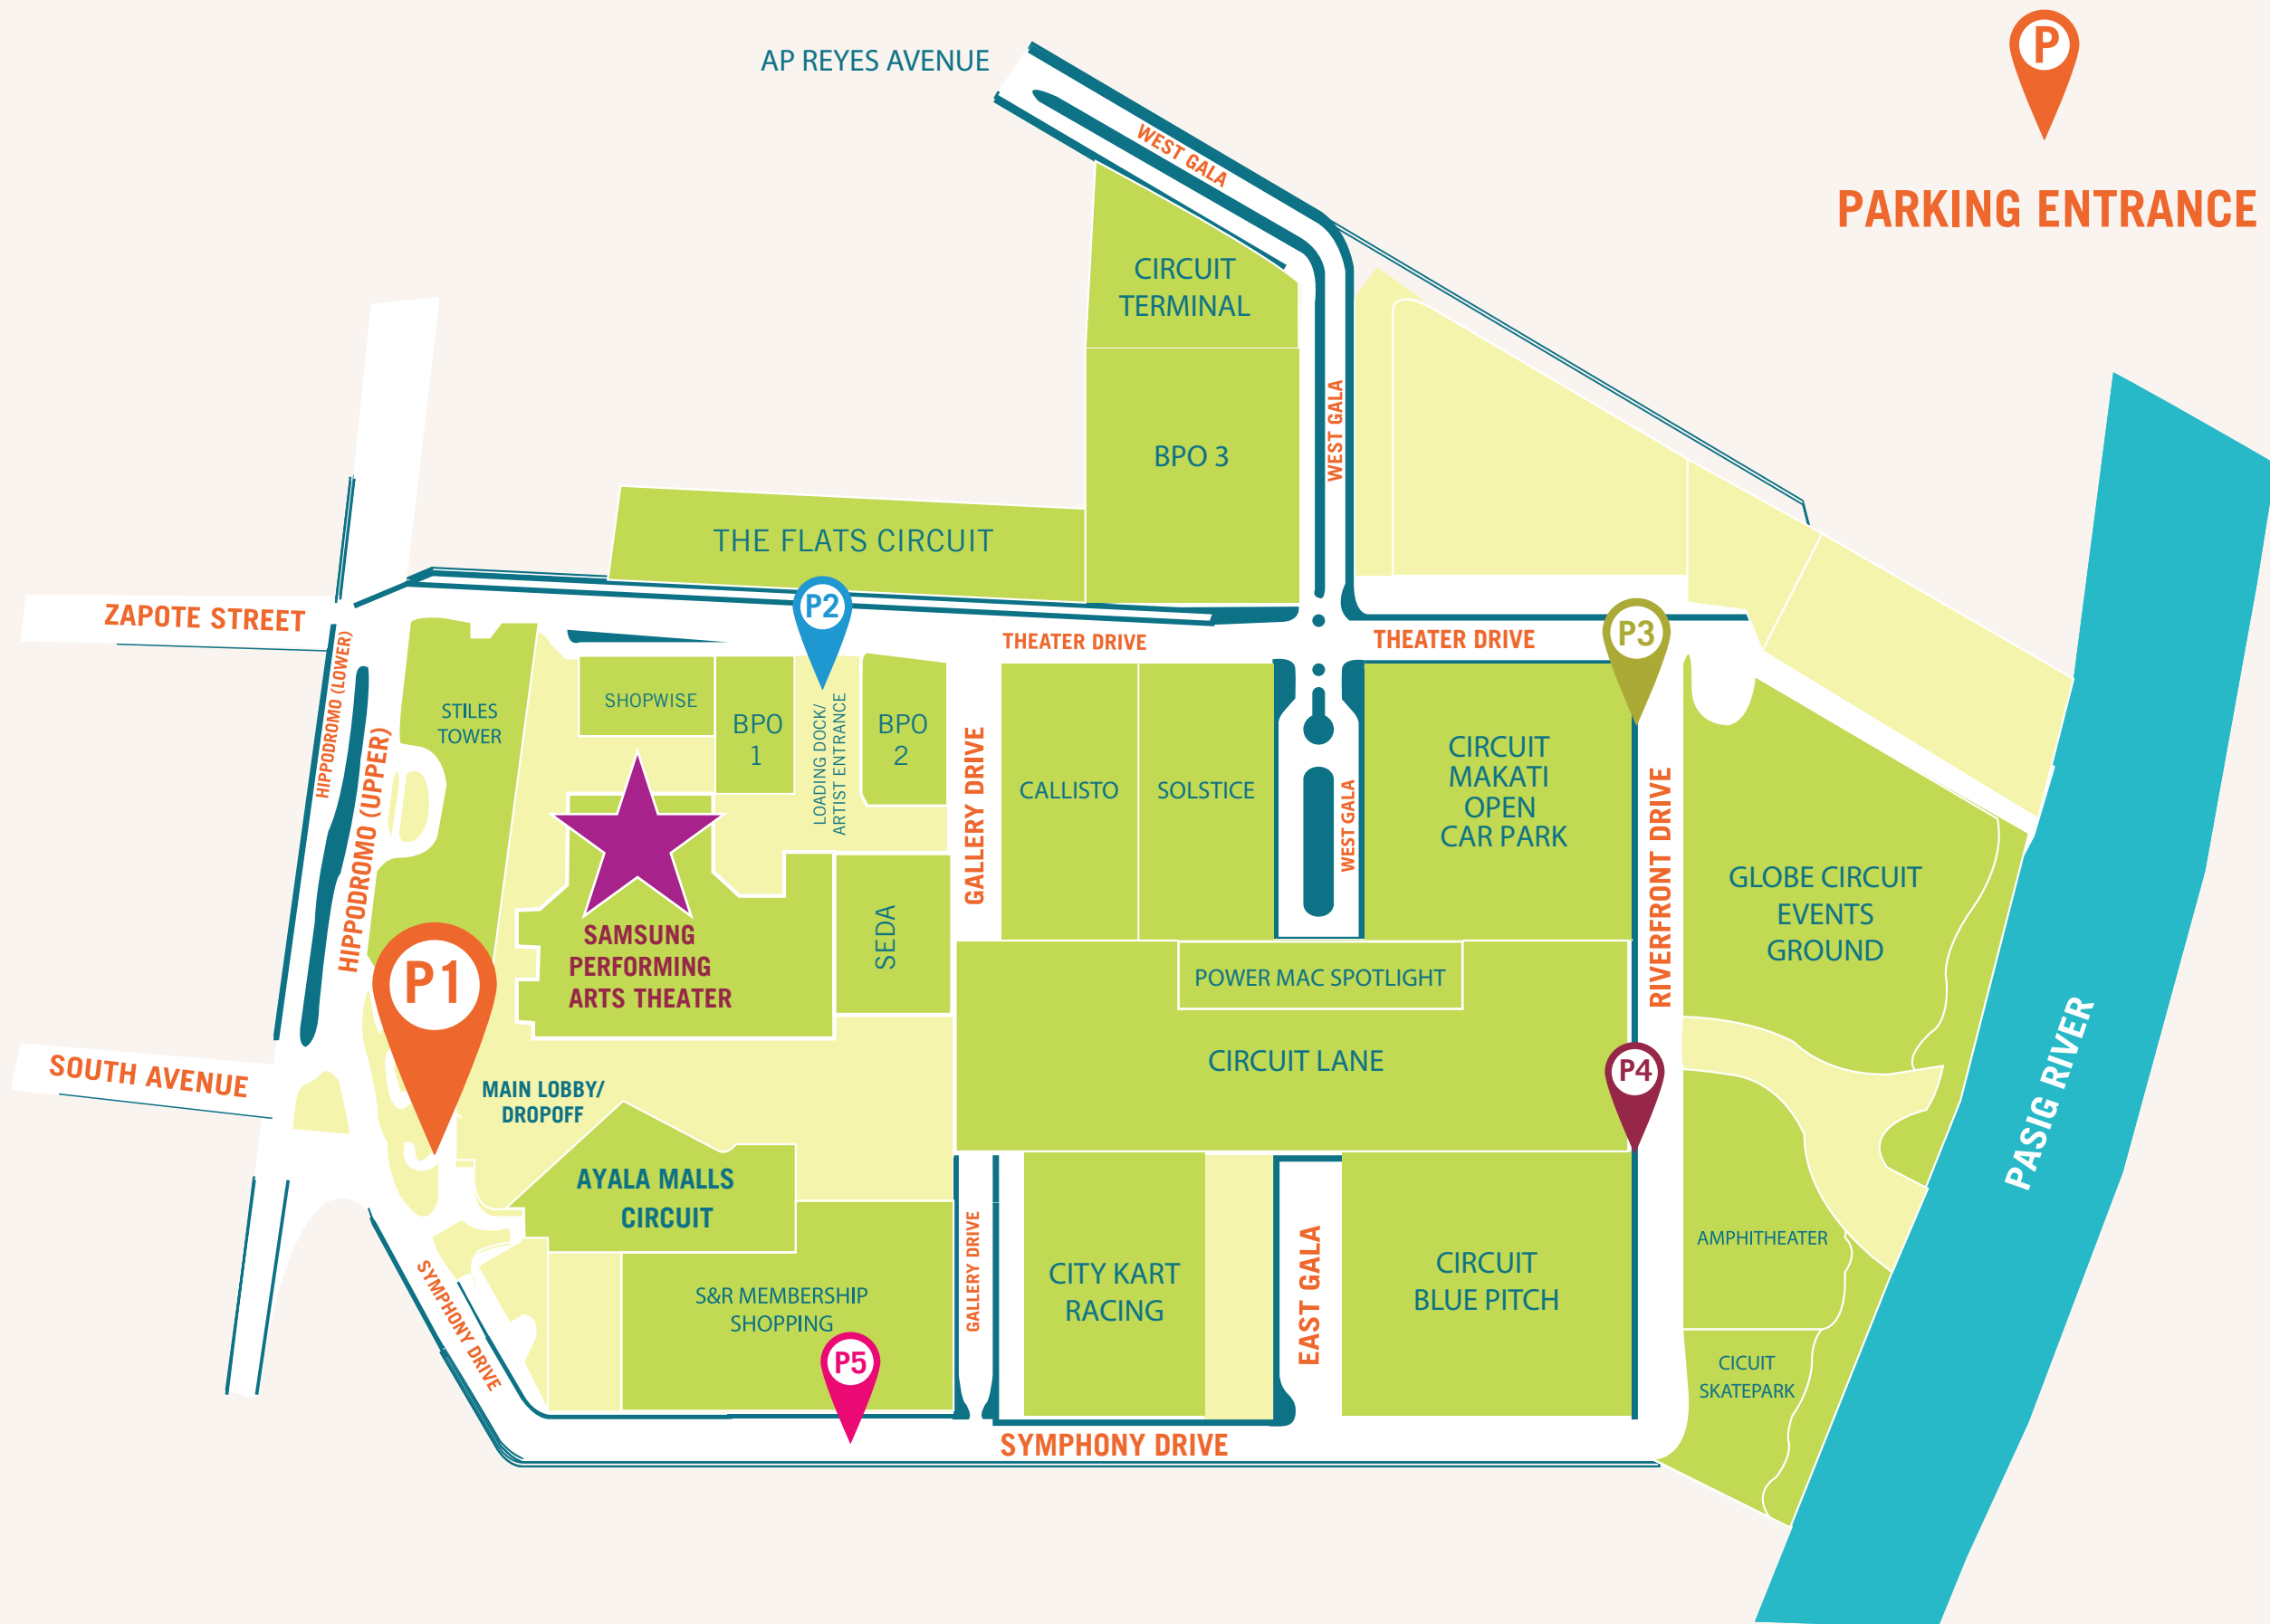 AP REYES AVENUE
P
PARKING ENTRANCE
WEST GALA
CIRCUIT
TERMINAL
BPO 3
WEST GALA
THE FLATS CIRCUIT
ZAPOTE STREET
P2
P3
THEATER DRIVE
THEATER DRIVE
HIPPODROMO (LOWER)
HIPPODROMO (UPPER)
STILES
TOWER
SHOPWISE
BPO
1
LOADING DOCK/
ARTIST ENTRANCE
BPO
2
GALLERY DRIVE
CALLISTO
SOLSTICE
WEST GALA
CIRCUIT
MAKATI
OPEN
CAR PARK
RIVERFRONT DRIVE
GLOBE CIRCUIT
EVENTS
GROUND
SAMSUNG
PERFORMING
ARTS THEATER
SEDA
POWER MAC SPOTLIGHT
P1
CIRCUIT LANE
P4
PASIG RIVER
SOUTH AVENUE
MAIN LOBBY/
DROPOFF
AYALA MALLS
CIRCUIT
SYMPHONY DRIVE
S&R MEMBERSHIP
SHOPPING
P5
GALLERY DRIVE
CITY KART
RACING
EAST GALA
CIRCUIT
BLUE PITCH
AMPHITHEATER
CICUIT
SKATEPARK
SYMPHONY DRIVE